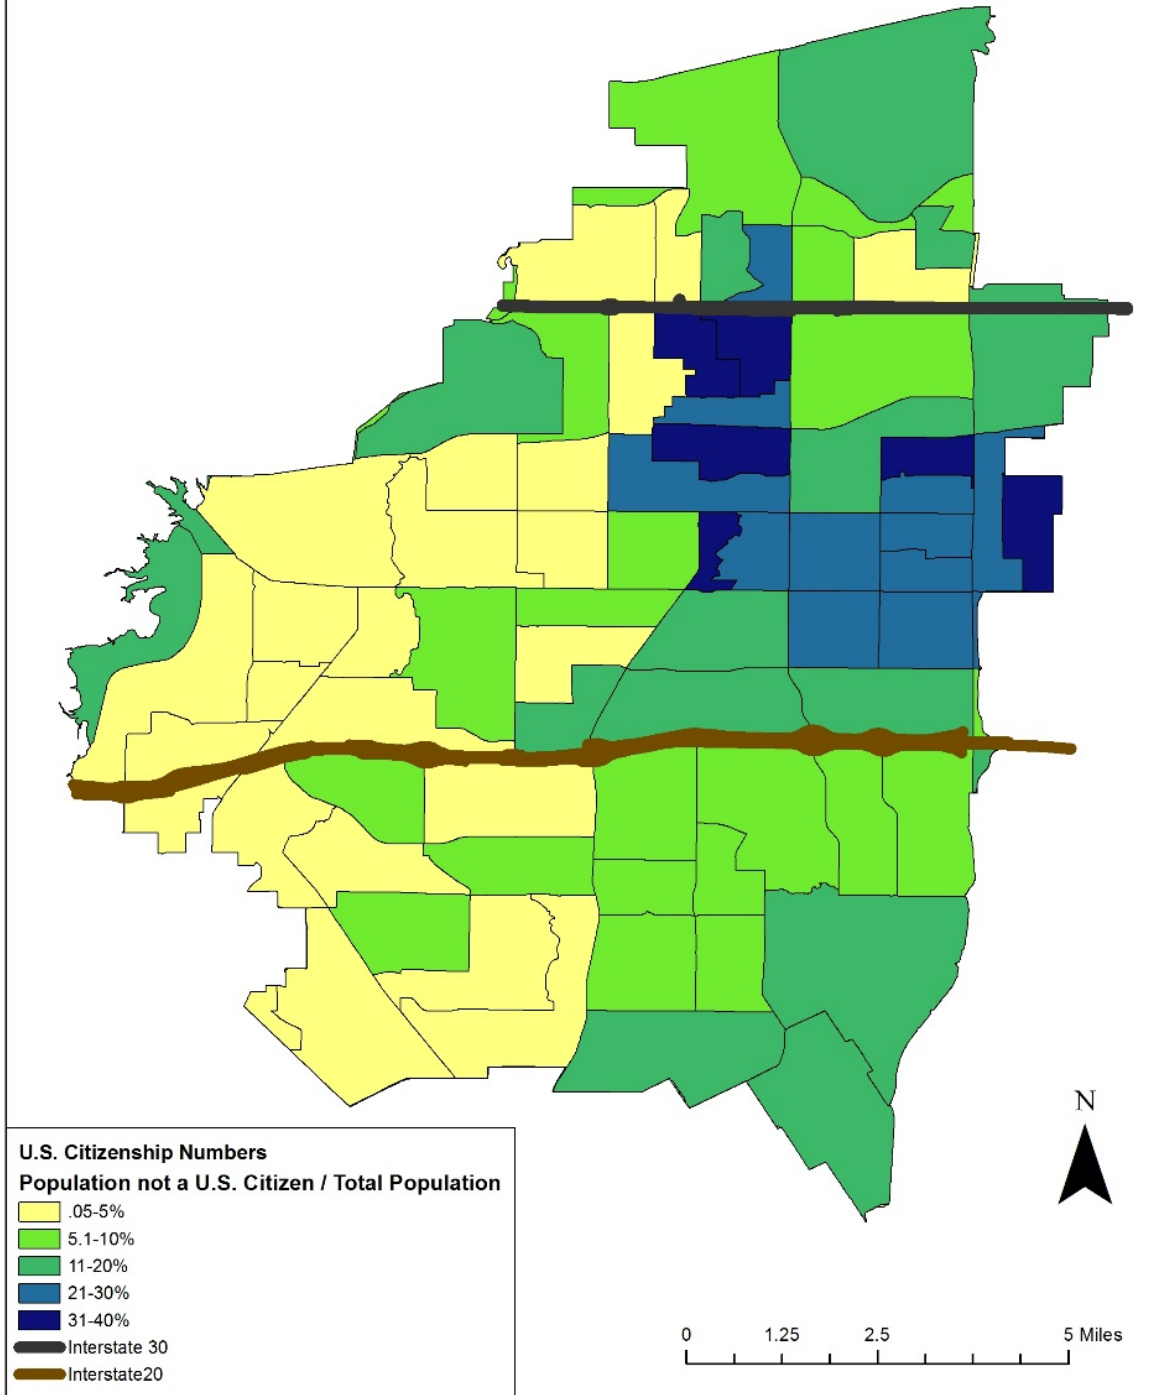 N
U.S. Citizenship Numbers
Population not a U.S. Citizen / Total Population
.05-5%
5.1-10%
11-20%
21-30%
31-40%
Interstate 30
Interstate20
0 1.25 2.5 5 Miles